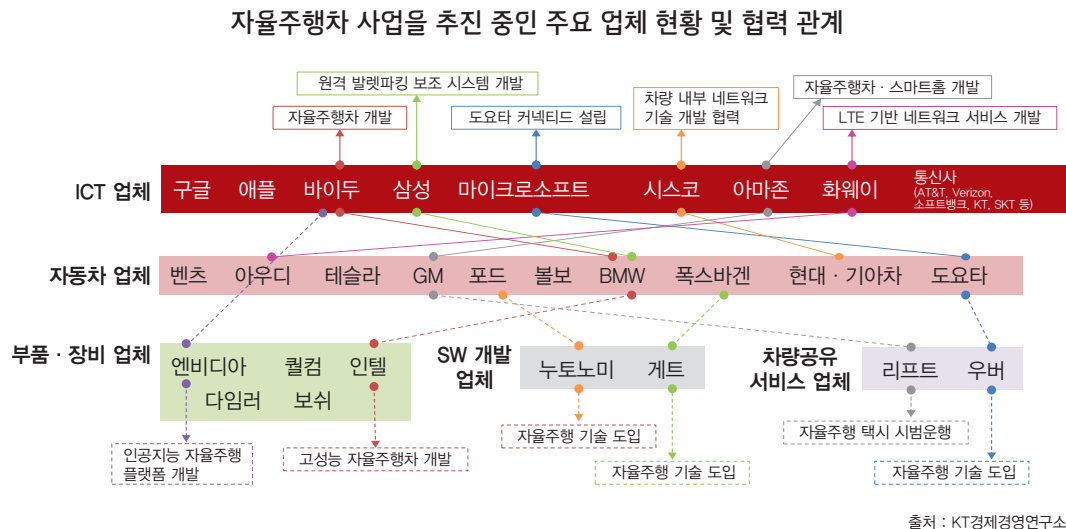 자율주행차 사업을 추진 중인 주요 업체 현황 및 협력 관계
원격 발렛파킹 보조 시스템 개발
자율주행차 개발
도요타 커넥티드 설립
차량 내부 네트워크
기술 개발 협력
자율주행차 · 스마트홈 개발
LTE 기반 네트워크 서비스 개발
ICT 업체
구글 애플 바이두 삼성 마이크로소프트 시스코 아마존 화웨이
통신사
(AT&T, Verizon,
소프트뱅크, KT, SKT 등)
자동차 업체
벤츠 아우디 테슬라 GM 포드 볼보 BMW 폭스바겐 현대 · 기아차 도요타
부품 · 장비 업체
엔비디아 퀄컴 인텔
다임러 보쉬
SW 개발
업체
누토노미 게트
차량공유
서비스 업체
리프트 우버
인공지능 자율주행
플랫폼 개발
고성능 자율주행차 개발
자율주행 기술 도입
자율주행 기술 도입
자율주행 택시 시범운행
자율주행 기술 도입
출처 : KT경제경영연구소